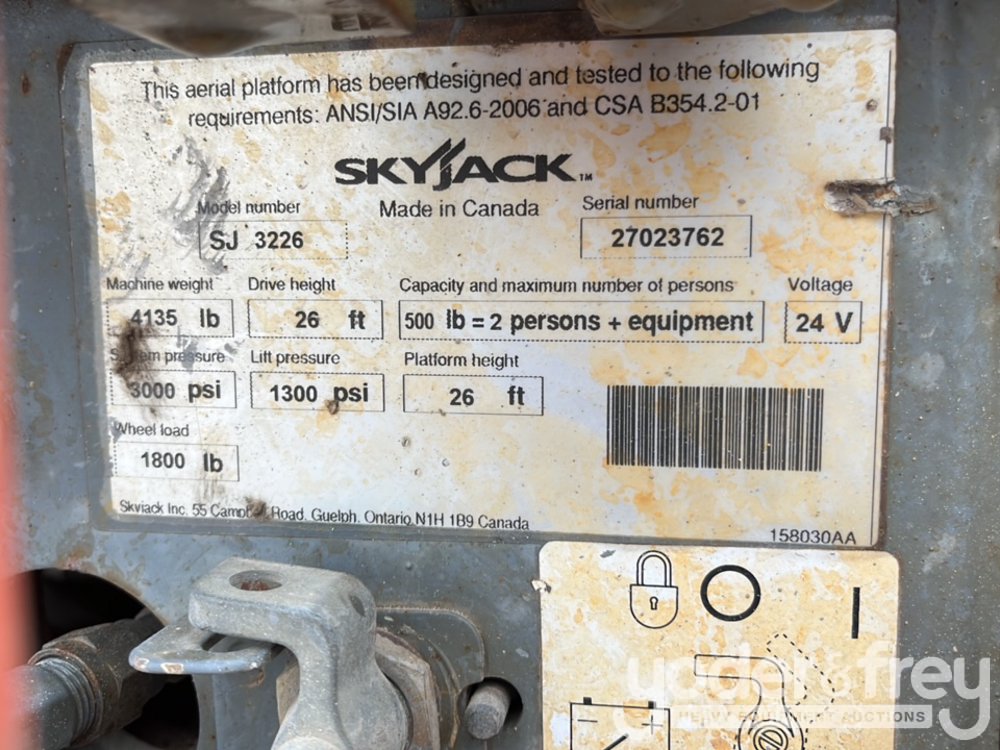 This aerial platform has been designed and tested to the following
requirements: ANSI/SIA A92.6-2006 and CSA B354.2-01
SKYJACK™
Made in Canada
Model number
SJ 3226
Serial number
27023762
Machine weight Drive height Capacity and maximum number of persons Voltage
4135 lb 26 ft 500 lb = 2 persons + equipment 24 V
System pressure Lift pressure Platform height
3000 psi 1300 psi 26 ft
Wheel load
1800 lb
Skyjack Inc. 55 Road. Guelph. Ontario N1H 1B9 Canada
158030AA
yoder & frey
HEAVY EQUIPMENT AUCTIONS